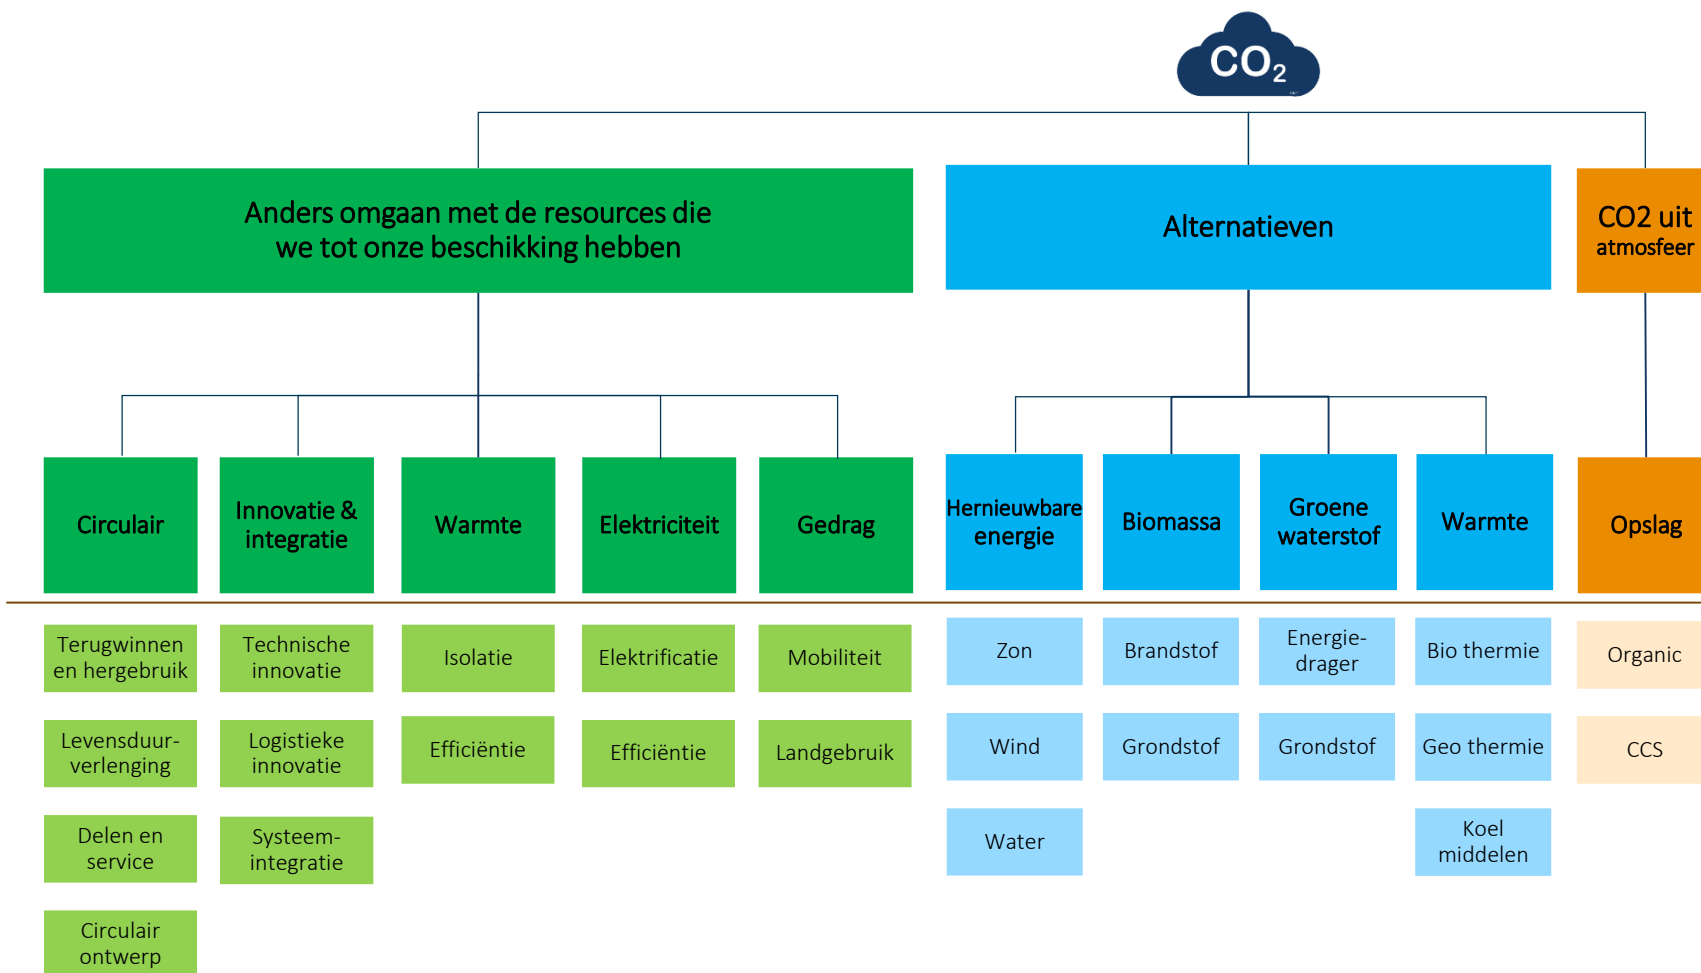 CO₂
Anders omgaan met de resources die
we tot onze beschikking hebben
Alternatieven
CO2 uit
atmosfeer
Circulair
Innovatie &
integratie
Warmte
Elektriciteit
Gedrag
Hernieuwbare
energie
Biomassa
Groene
waterstof
Warmte
Opslag
Terugwinnen
en hergebruik
Technische
innovatie
Isolatie
Elektrificatie
Mobiliteit
Zon
Brandstof
Energie-
drager
Bio thermie
Organic
Levensduur-
verlenging
Logistieke
innovatie
Efficiëntie
Efficiëntie
Landgebruik
Wind
Grondstof
Grondstof
Geo thermie
CCS
Delen en
service
Systeem-
integratie
Water
Koel
middelen
Circulair
ontwerp